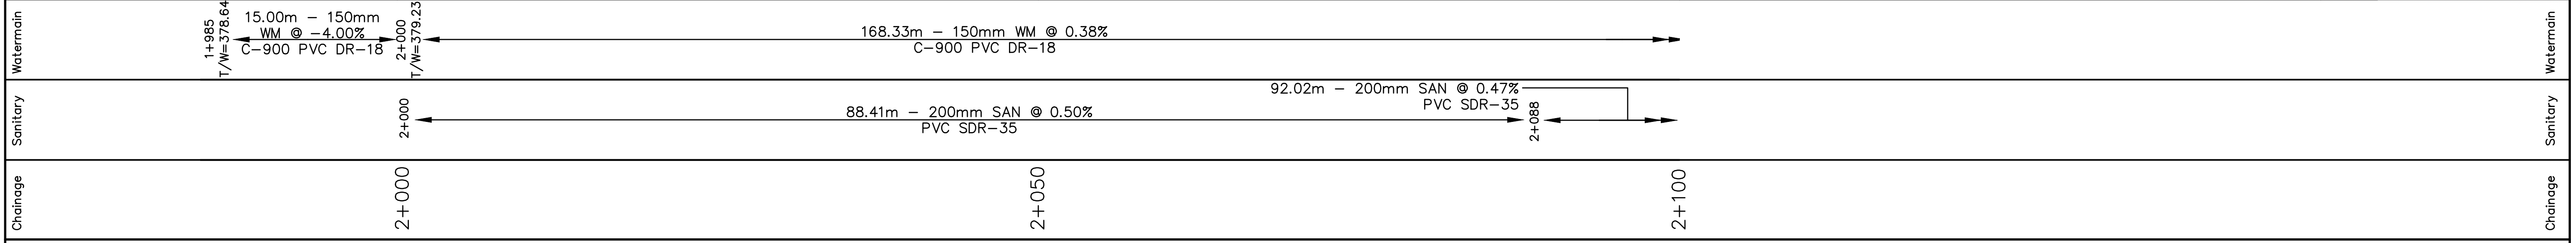 Watermain
1+985
T/W=378.64
15.00m – 150mm
WM @ –4.00%
C–900 PVC DR–18
2+000
T/W=379.23
168.33m – 150mm WM @ 0.38%
C–900 PVC DR–18
Watermain
Sanitary
2+000
88.41m – 200mm SAN @ 0.50%
PVC SDR–35
92.02m – 200mm SAN @ 0.47%
PVC SDR–35
2+088
Sanitary
Chainage
2+000
2+050
2+100
Chainage